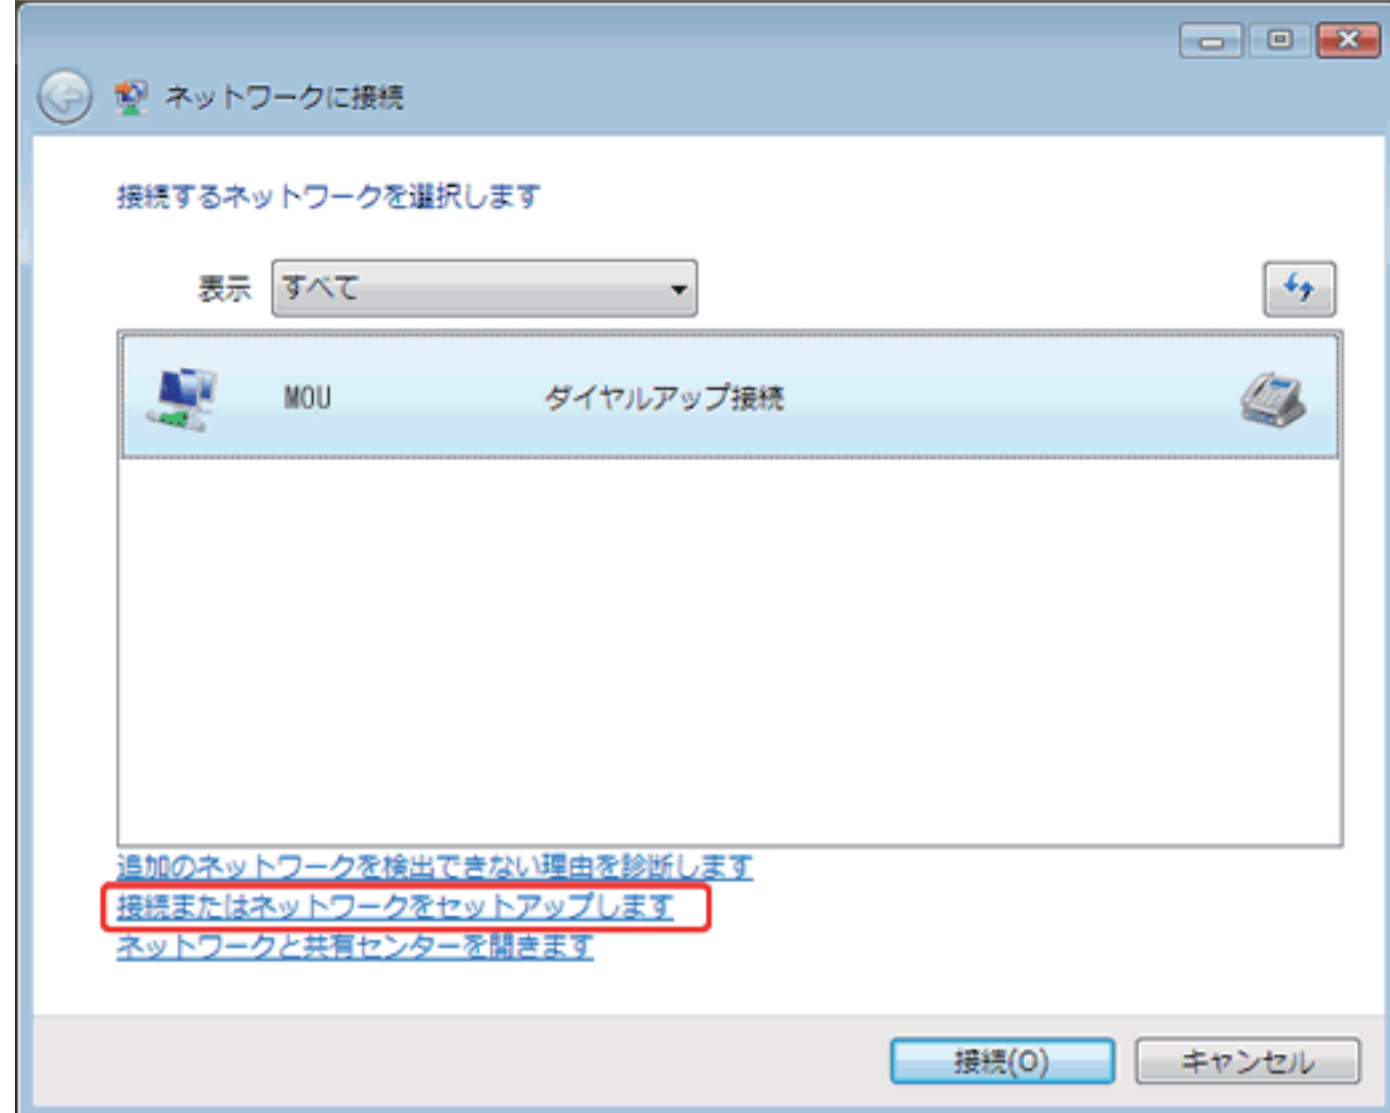 ネットワークに接続
接続するネットワークを選択します
表示 すべて
MOU ダイヤルアップ接続
追加のネットワークを検出できない理由を診断します
接続またはネットワークをセットアップします
ネットワークと共有センターを開きます
接続(O) キャンセル